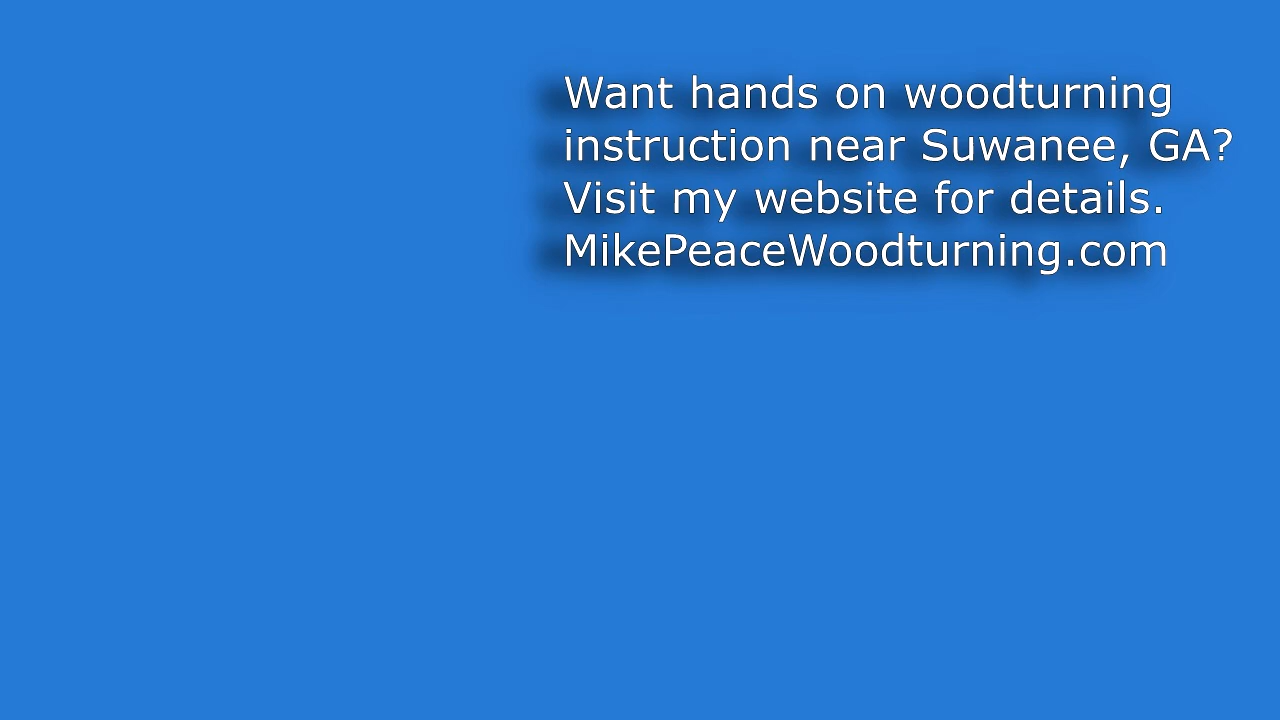 Want hands on woodturning
instruction near Suwanee, GA?
Visit my website for details.
MikePeaceWoodturning.com